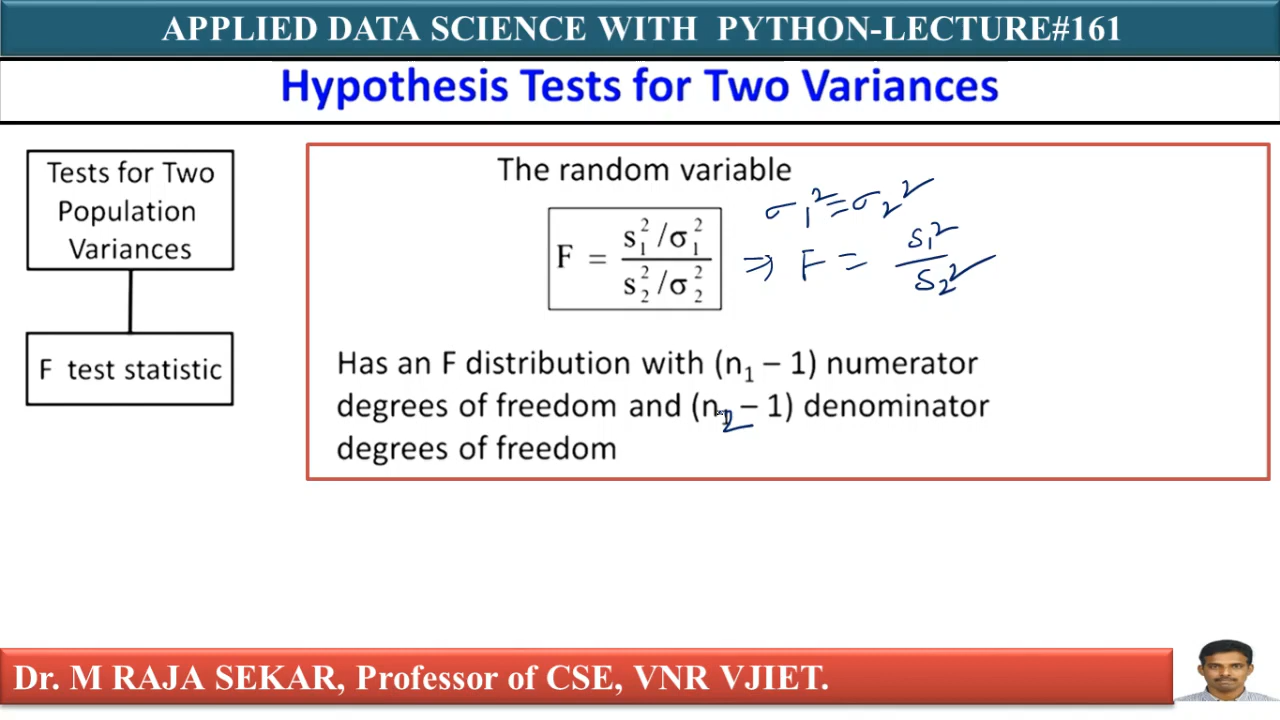 APPLIED DATA SCIENCE WITH PYTHON-LECTURE#161
Hypothesis Tests for Two Variances
Tests for Two
Population
Variances
F test statistic
The random variable
F = (s₁²/σ₁²) / (s₂²/σ₂²)
σ₁² = σ₂²
⇒ F = s₁² / s₂²
Has an F distribution with (n₁ – 1) numerator
degrees of freedom and (n₂ – 1) denominator
degrees of freedom
Dr. M RAJA SEKAR, Professor of CSE, VNR VJIET.